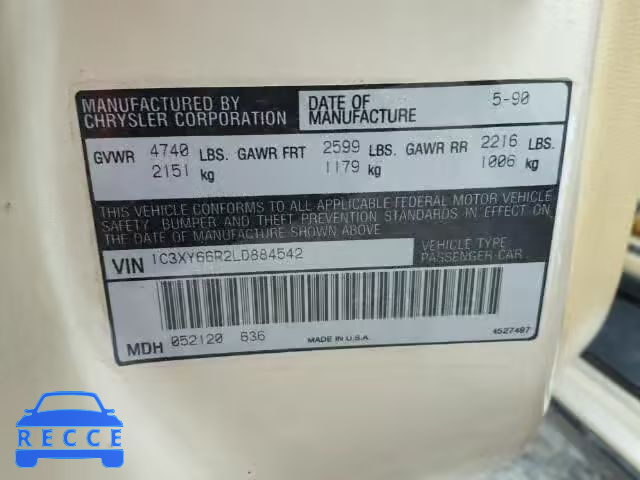 MANUFACTURED BY
CHRYSLER CORPORATION
DATE OF
MANUFACTURE
5-90
GVWR 4740 LBS. GAWR FRT 2599 LBS. GAWR RR 2216 LBS.
2151 kg 1179 kg 1006 kg
THIS VEHICLE CONFORMS TO ALL APPLICABLE FEDERAL MOTOR VEHICLE
SAFETY, BUMPER, AND THEFT PREVENTION STANDARDS IN EFFECT ON
THE DATE OF MANUFACTURE SHOWN ABOVE
VIN 1C3XY66R2LD884542
VEHICLE TYPE:
PASSENGER CAR
MDH 052120 636 MADE IN U.S.A. 4527487
RECCE